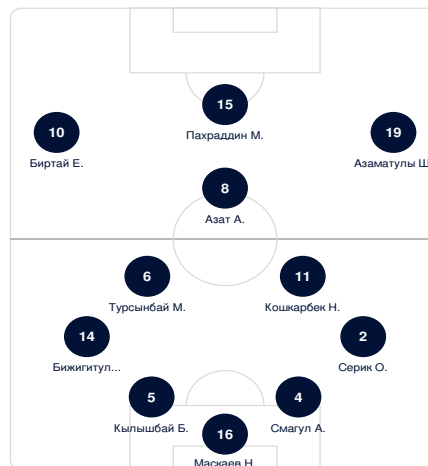 15
Пахраддин М.
10
Биртай Е.
19
Азаматулы Ш
8
Азат А.
6
Турсынбай М.
11
Кошкарбек Н.
14
Бижигитул...
2
Серик О.
5
Кылышбай Б.
4
Смагул А.
16
Маскаев Н.